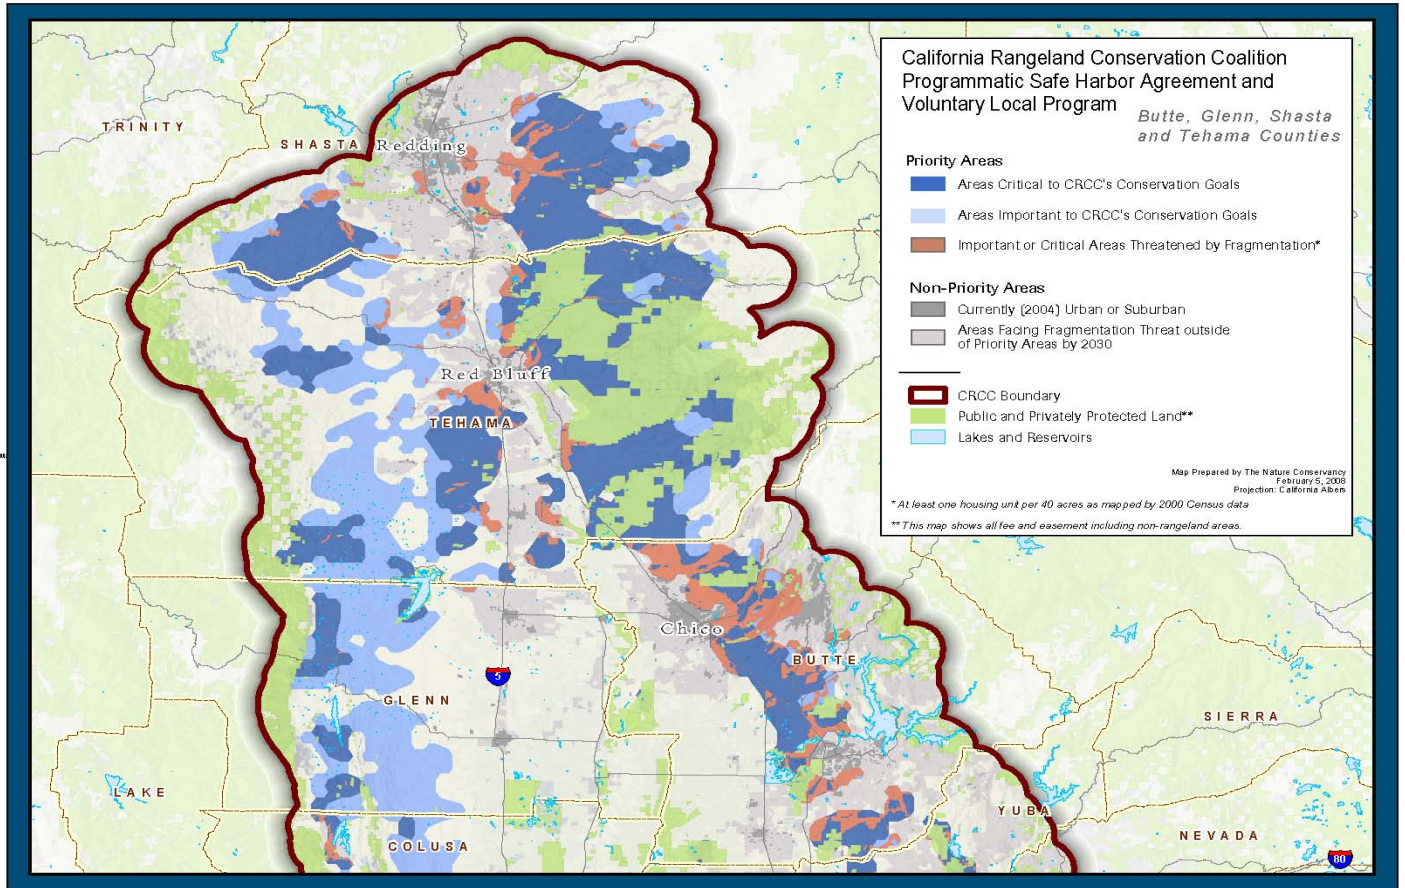 California Rangeland Conservation Coalition
Programmatic Safe Harbor Agreement and
Voluntary Local Program
Butte, Glenn, Shasta
and Tehama Counties
Priority Areas
Areas Critical to CRCC's Conservation Goals
Areas Important to CRCC's Conservation Goals
Important or Critical Areas Threatened by Fragmentation*
Non-Priority Areas
Currently (2004) Urban or Suburban
Areas Facing Fragmentation Threat outside
of Priority Areas by 2030
CRCC Boundary
Public and Privately Protected Land**
Lakes and Reservoirs
Map Prepared by The Nature Conservancy
February 5, 2008
Projection: California Albers
* At least one housing unit per 40 acres as mapped by 2000 Census data
** This map shows all fee and easement including non-rangeland areas.
TRINITY
SHASTA
Redding
Red Bluff
TEHAMA
Chico
BUTTE
5
GLENN
SIERRA
LAKE
YUBA
NEVADA
COLUSA
80